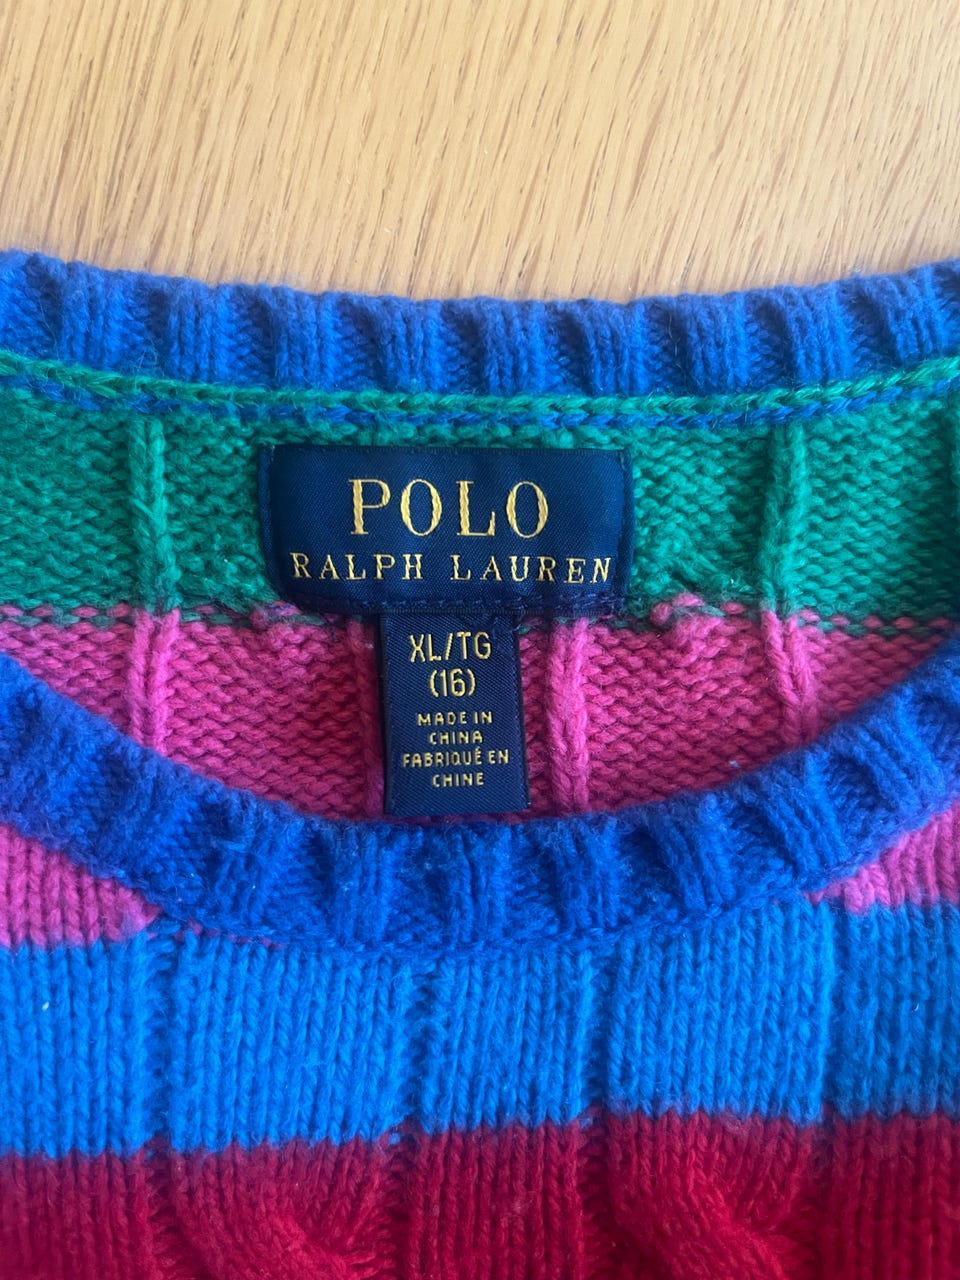 POLO
RALPH LAUREN
XL/TG
(16)
MADE IN
CHINA
FABRIQUÉ EN
CHINE